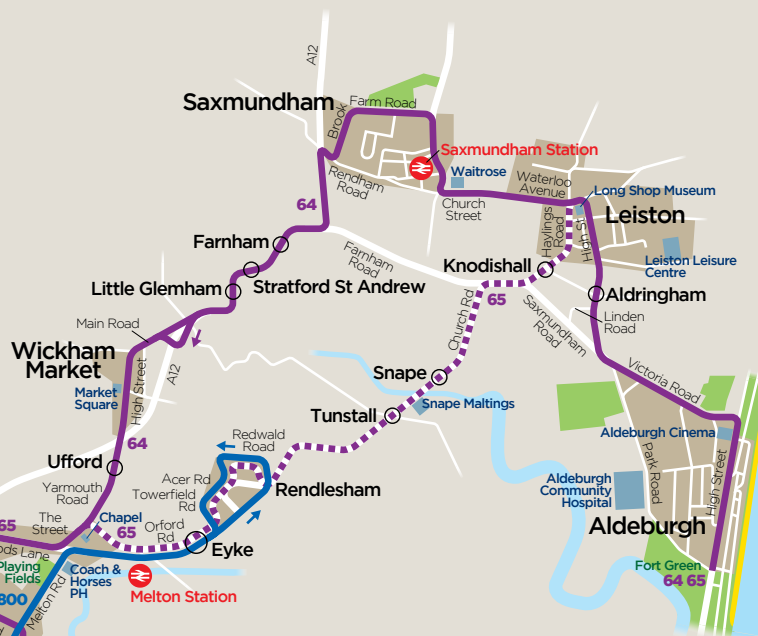 A12
Saxmundham
Farm Road
Brook
Saxmundham Station
Rendham
Road
Waitrose
Waterloo
Avenue
Long Shop Museum
Church
Street
64
Leiston
Haylings
Road
High St
Farnham
Farnham
Road
Knodishall
Leiston Leisure
Centre
Stratford St Andrew
Little Glemham
65
Aldringham
Church Rd
Saxmundham
Road
Linden
Road
Main Road
Wickham
Market
A12
High Street
Market
Square
Snape
Victoria Road
Snape Maltings
Tunstall
64
Redwald
Road
Aldeburgh Cinema
Ufford
Acer Rd
Towerfield
Rd
Rendlesham
Park Road
High Street
Aldeburgh
Community
Hospital
Yarmouth
Road
The
Street
Chapel
65
Orford
Rd
65
Aldeburgh
Eyke
ods Lane
Playing
Fields
Coach &
Horses
PH
Melton Rd
800
Melton Station
Fort Green
64 65